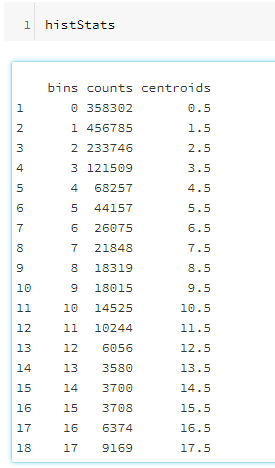 1 histStats
bins counts centroids
1 0 358302 0.5
2 1 456785 1.5
3 2 233746 2.5
4 3 121509 3.5
5 4 68257 4.5
6 5 44157 5.5
7 6 26075 6.5
8 7 21848 7.5
9 8 18319 8.5
10 9 18015 9.5
11 10 14525 10.5
12 11 10244 11.5
13 12 6056 12.5
14 13 3580 13.5
15 14 3700 14.5
16 15 3708 15.5
17 16 6374 16.5
18 17 9169 17.5